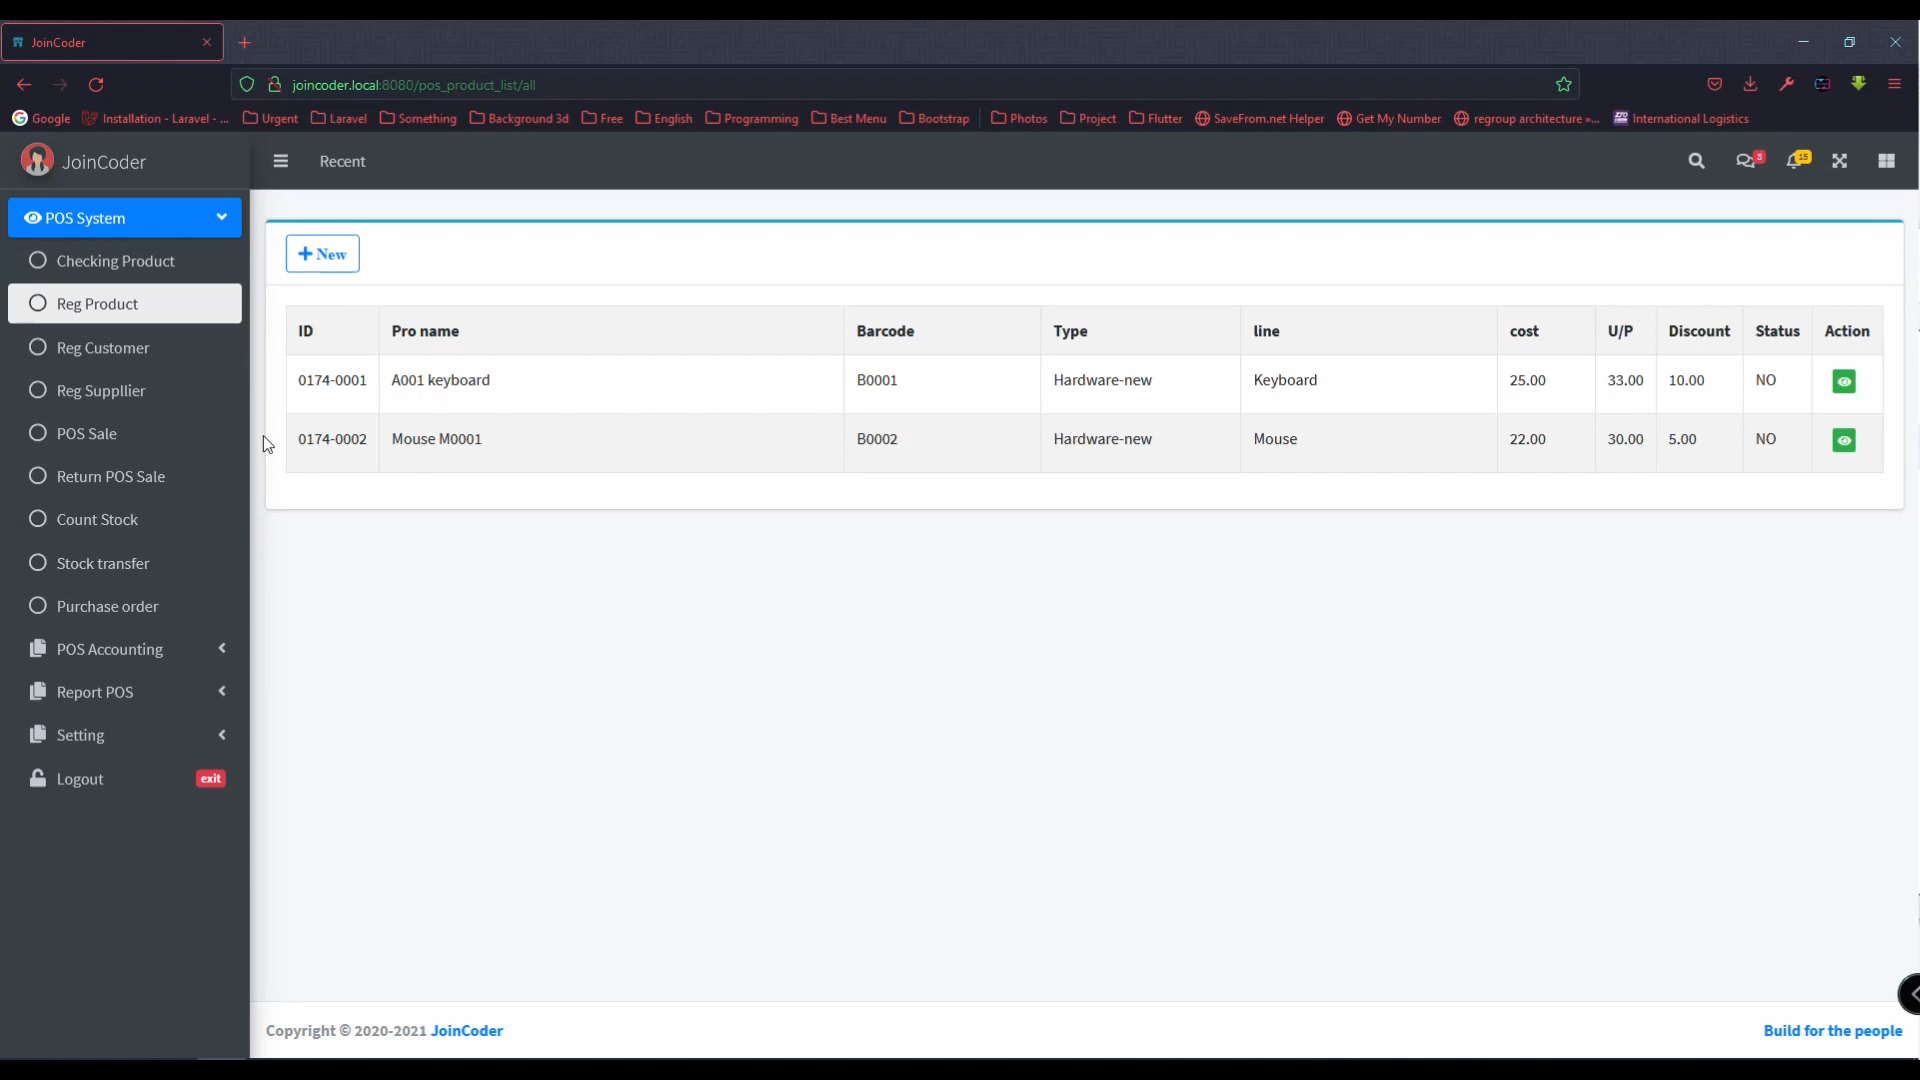 JoinCoder
joincoder.local:8080/pos_product_list/all
Google Installation - Laravel - ... Urgent Laravel Something Background 3d Free English Programming Best Menu Bootstrap Photos Project Flutter SaveFrom.net Helper Get My Number regroup architecture »... International Logistics
JoinCoder
Recent
3
15
POS System
Checking Product
Reg Product
Reg Customer
Reg Suppllier
POS Sale
Return POS Sale
Count Stock
Stock transfer
Purchase order
POS Accounting
Report POS
Setting
Logout exit
New
ID Pro name Barcode Type line cost U/P Discount Status Action
0174-0001 A001 keyboard B0001 Hardware-new Keyboard 25.00 33.00 10.00 NO
0174-0002 Mouse M0001 B0002 Hardware-new Mouse 22.00 30.00 5.00 NO
Copyright © 2020-2021 JoinCoder
Build for the people